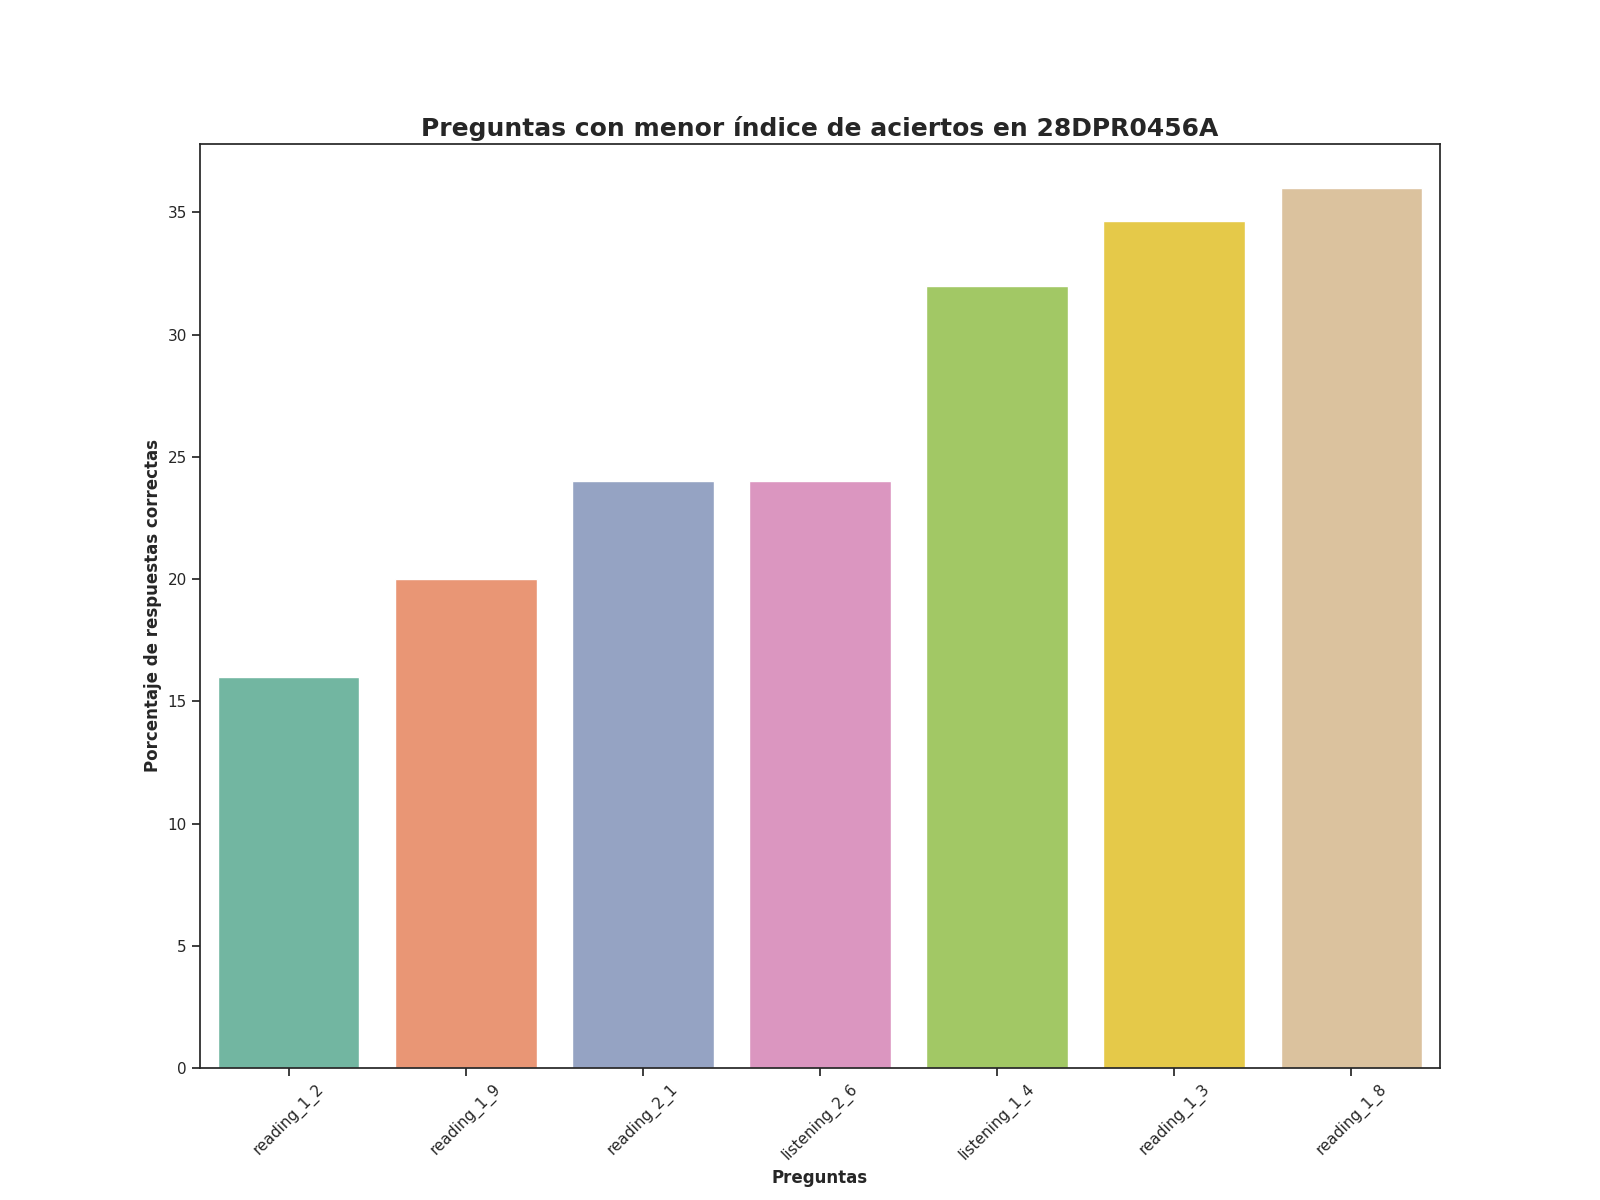 Preguntas con menor índice de aciertos en 28DPR0456A
Porcentaje de respuestas correctas
35
30
25
20
15
10
5
0
reading_1_2
reading_1_9
reading_2_1
listening_2_6
listening_1_4
reading_1_3
reading_1_8
Preguntas